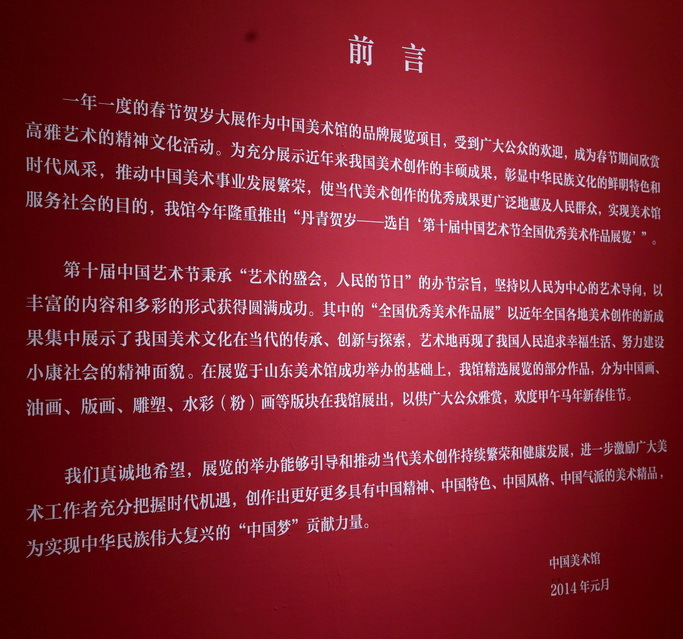 前 言
一年一度的春节贺岁大展作为中国美术馆的品牌展览项目，受到广大公众的欢迎，成为春节期间欣赏
高雅艺术的精神文化活动。为充分展示近年来我国美术创作的丰硕成果，彰显中华民族文化的鲜明特色和
时代风采，推动中国美术事业发展繁荣，使当代美术创作的优秀成果更广泛地惠及人民群众，实现美术馆
服务社会的目的，我馆今年隆重推出“丹青贺岁——选自‘第十届中国艺术节全国优秀美术作品展览’”。
第十届中国艺术节秉承“艺术的盛会，人民的节日”的办节宗旨，坚持以人民为中心的艺术导向，以
丰富的内容和多彩的形式获得圆满成功。其中的“全国优秀美术作品展”以近年全国各地美术创作的新成
果集中展示了我国美术文化在当代的传承、创新与探索，艺术地再现了我国人民追求幸福生活、努力建设
小康社会的精神面貌。在展览于山东美术馆成功举办的基础上，我馆精选展览的部分作品，分为中国画、
油画、版画、雕塑、水彩（粉）画等版块在我馆展出，以供广大公众雅赏，欢度甲午马年新春佳节。
我们真诚地希望，展览的举办能够引导和推动当代美术创作持续繁荣和健康发展，进一步激励广大美
术工作者充分把握时代机遇，创作出更好更多具有中国精神、中国特色、中国风格、中国气派的美术精品，
为实现中华民族伟大复兴的“中国梦”贡献力量。
中国美术馆
2014 年元月